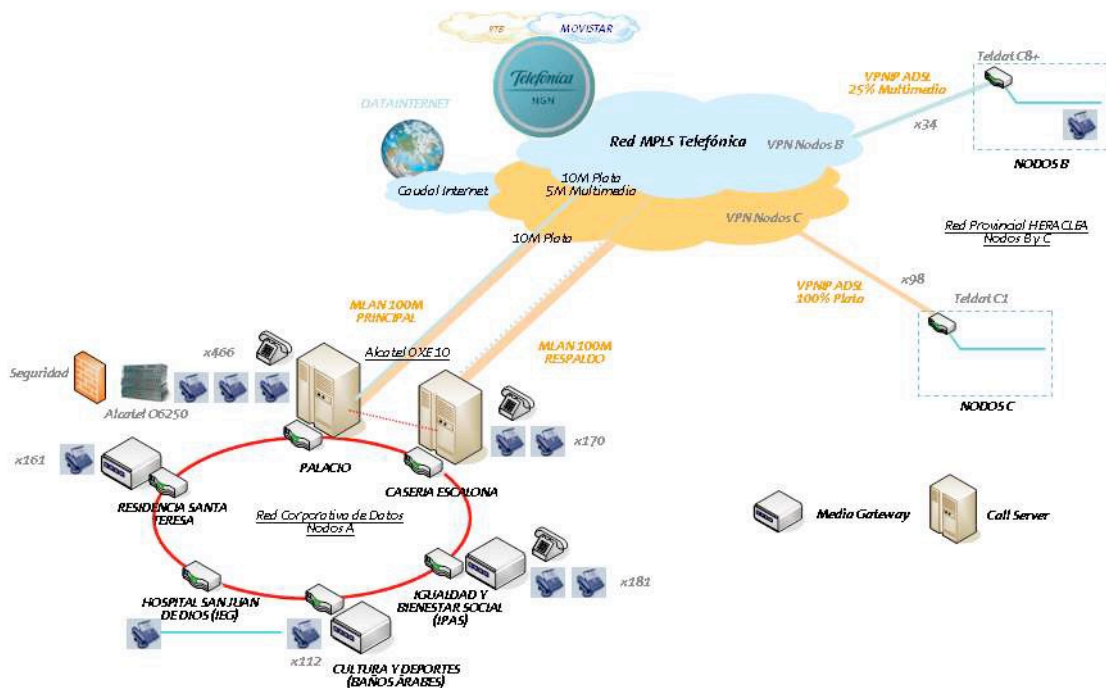 RTB
MOVISTAR
Telefónica
NGN
DATAINTERNET
Red MPLS Telefónica
VPN Nodos B
VPNIP ADSL
25% Multimedia
x34
Teldat C8+
NODOS B
Caudal Internet
10M Plata
5M Multimedia
VPN Nodos C
10M Plata
Red Provincial HERACLEA
Nodos B y C
x98
VPNIP ADSL
100% Plata
Teldat C1
NODOS C
MLAN 100M
PRINCIPAL
MLAN 100M
RESPALDO
Alcatel OXE 10
x466
Seguridad
Alcatel O6250
x170
x161
PALACIO
CASERIA ESCALONA
RESIDENCIA SANTA
TERESA
Red Corporativa de Datos
Nodos A
Media Gateway
Call Server
x181
IGUALDAD Y
BIENESTAR SOCIAL
(IPAS)
HOSPITAL SAN JUAN
DE DIOS (IEG)
x112
CULTURA Y DEPORTES
(BAÑOS ÁRABES)